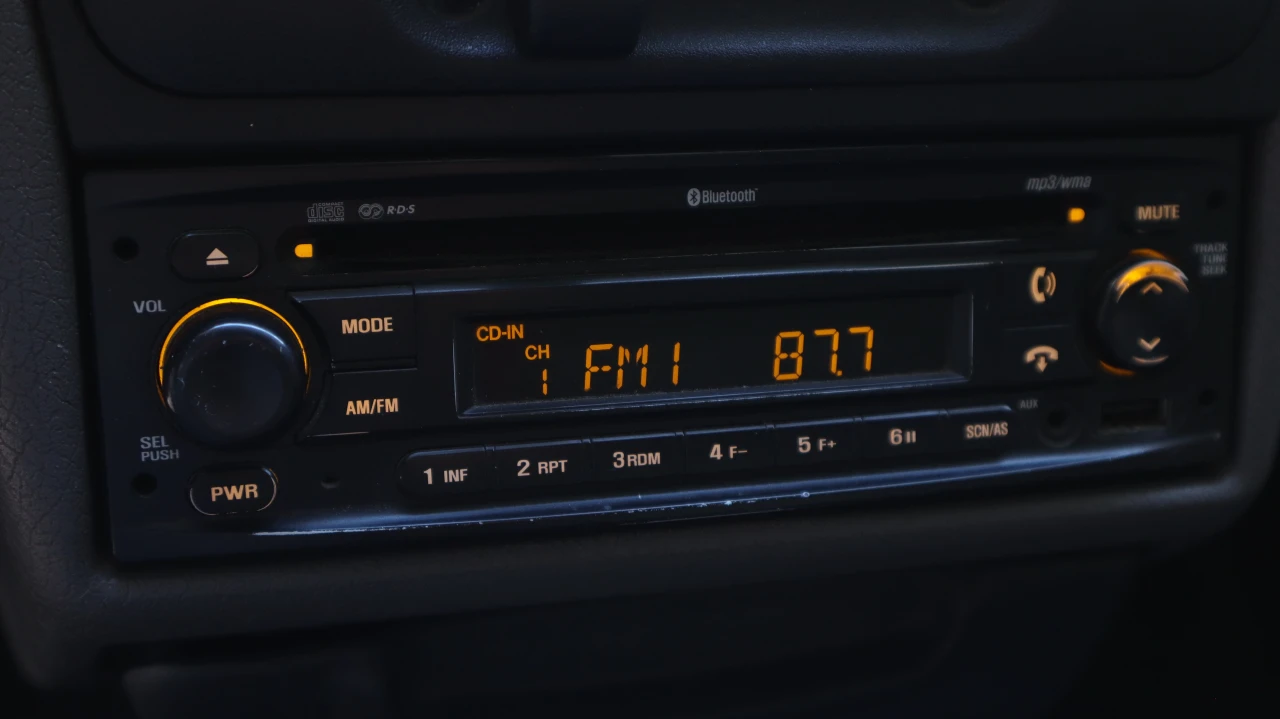 mp3/wma
Bluetooth
disc R·D·S
MUTE
TRACK
TUNE
SEEK
VOL
MODE
CD-IN
CH
1 FM1 87.7
AM/FM
AUX
SEL
PUSH
1 INF 2 RPT 3 RDM 4 F− 5 F+ 6 SCN/AS
PWR